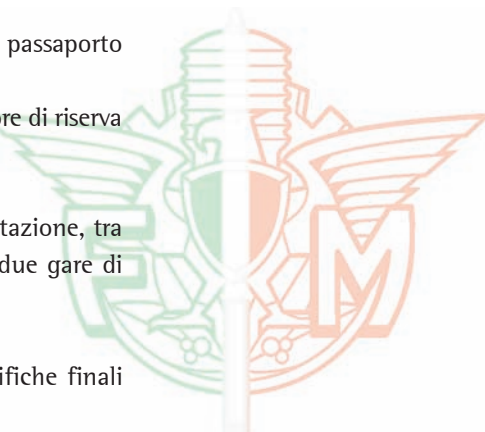 passaporto
ore di riserva
tazione, tra
due gare di
ifiche finali
F M